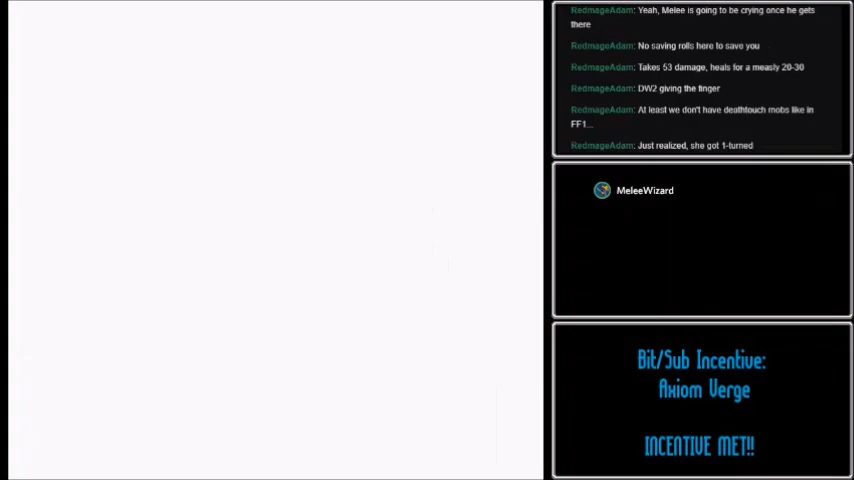 RedmageAdam: Yeah, Melee is going to be crying once he gets
there
RedmageAdam: No saving rolls here to save you
RedmageAdam: Takes 53 damage, heals for a measly 20-30
RedmageAdam: DW2 giving the finger
RedmageAdam: At least we don't have deathtouch mobs like in
FF1...
RedmageAdam: Just realized, she got 1-turned
MeleeWizard
Bit/Sub Incentive:
Axiom Verge
INCENTIVE MET!!